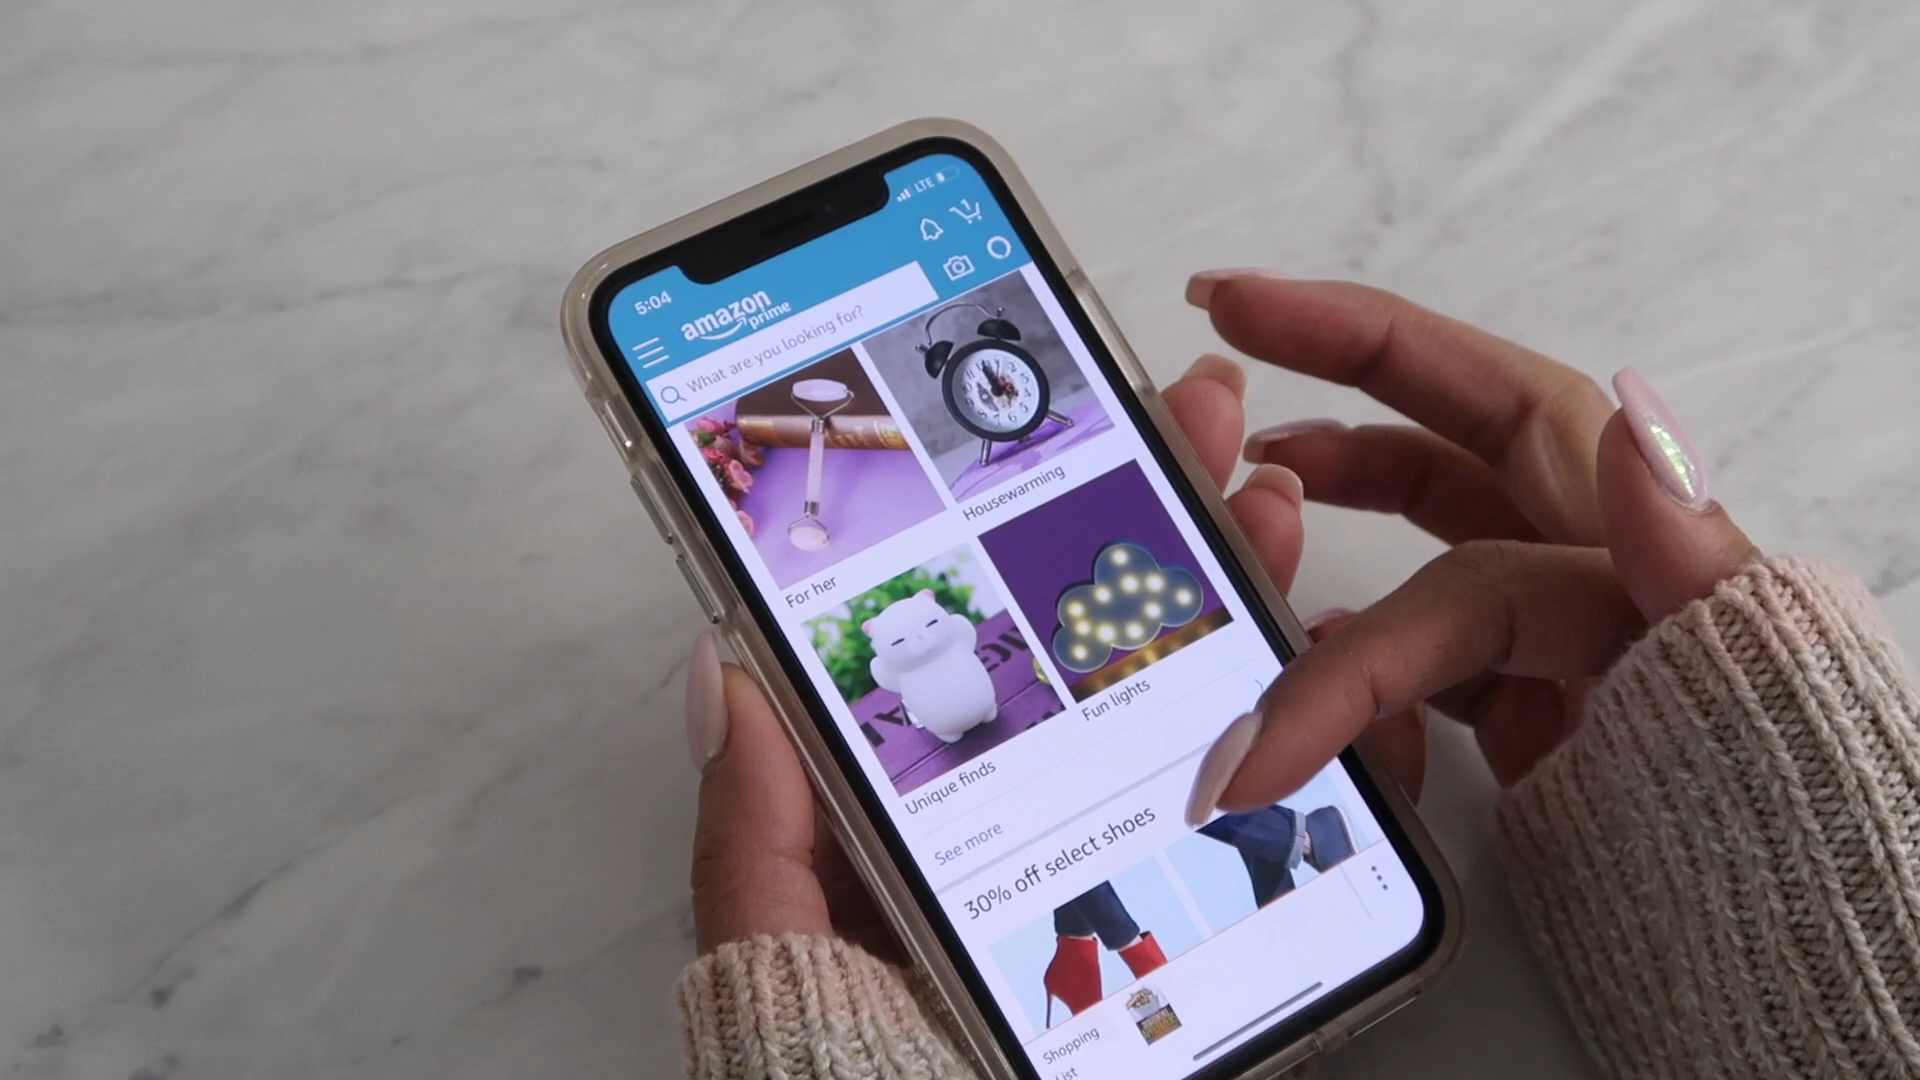 5:04
LTE
1
amazon
prime
What are you looking for?
For her
Housewarming
Unique finds
Fun lights
See more
30% off select shoes
Shopping
List